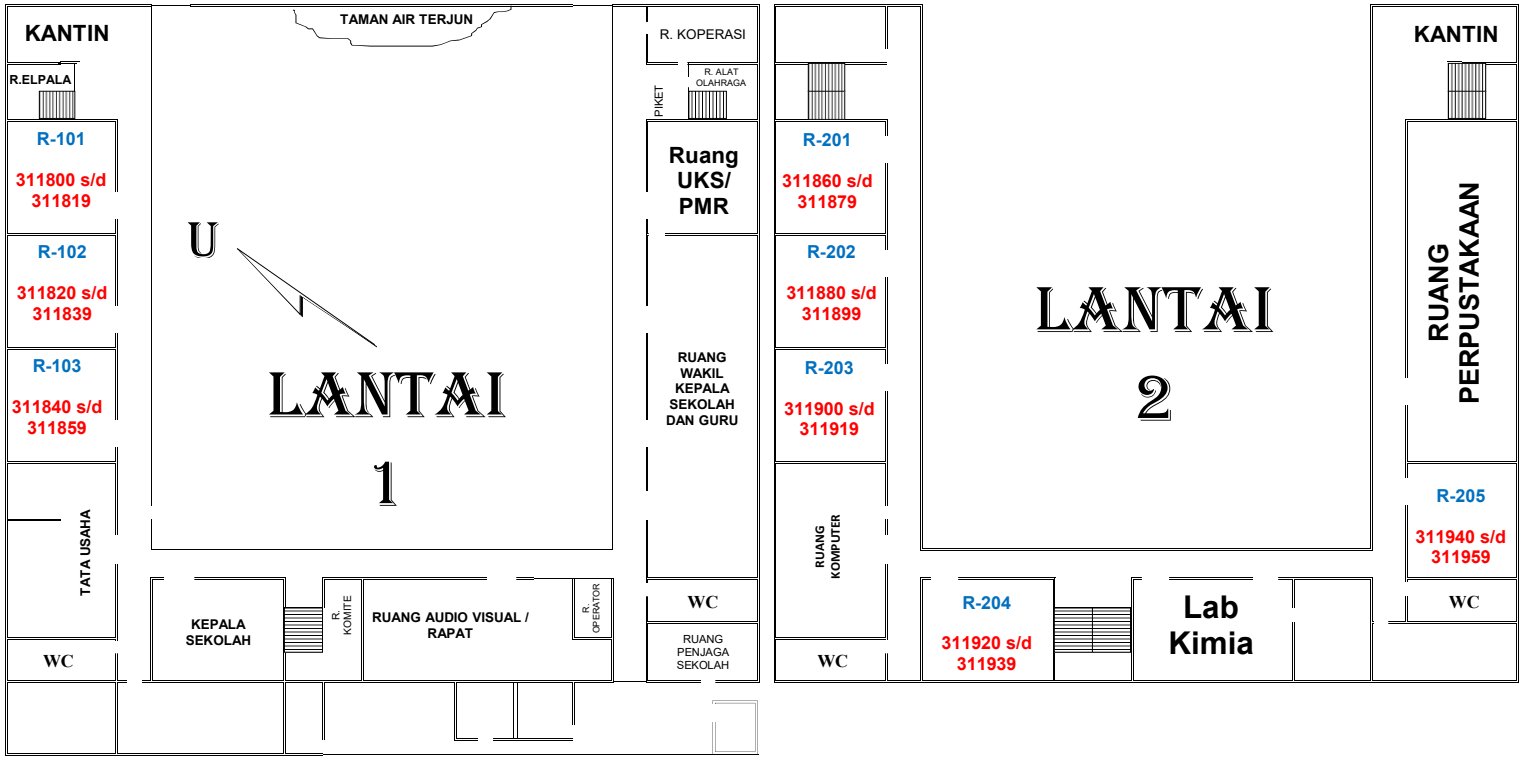 TAMAN AIR TERJUN
KANTIN
R.ELPALA
R-101
311800 s/d
311819
R-102
311820 s/d
311839
R-103
311840 s/d
311859
TATA USAHA
WC
U
LANTAI
1
KEPALA
SEKOLAH
R.
KOMITE
RUANG AUDIO VISUAL /
RAPAT
R.
OPERATOR
R. KOPERASI
R. ALAT
OLAHRAGA
PIKET
Ruang
UKS/
PMR
RUANG
WAKIL
KEPALA
SEKOLAH
DAN GURU
WC
RUANG
PENJAGA
SEKOLAH
R-201
311860 s/d
311879
R-202
311880 s/d
311899
R-203
311900 s/d
311919
RUANG
KOMPUTER
WC
LANTAI
2
R-204
311920 s/d
311939
Lab
Kimia
KANTIN
RUANG
PERPUSTAKAAN
R-205
311940 s/d
311959
WC